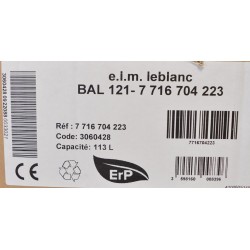 e.l.m. leblanc
BAL 121- 7 716 704 223
Réf : 7 716 704 223
Code: 3060428
Capacité: 113 L
7716704223
CE
ErP